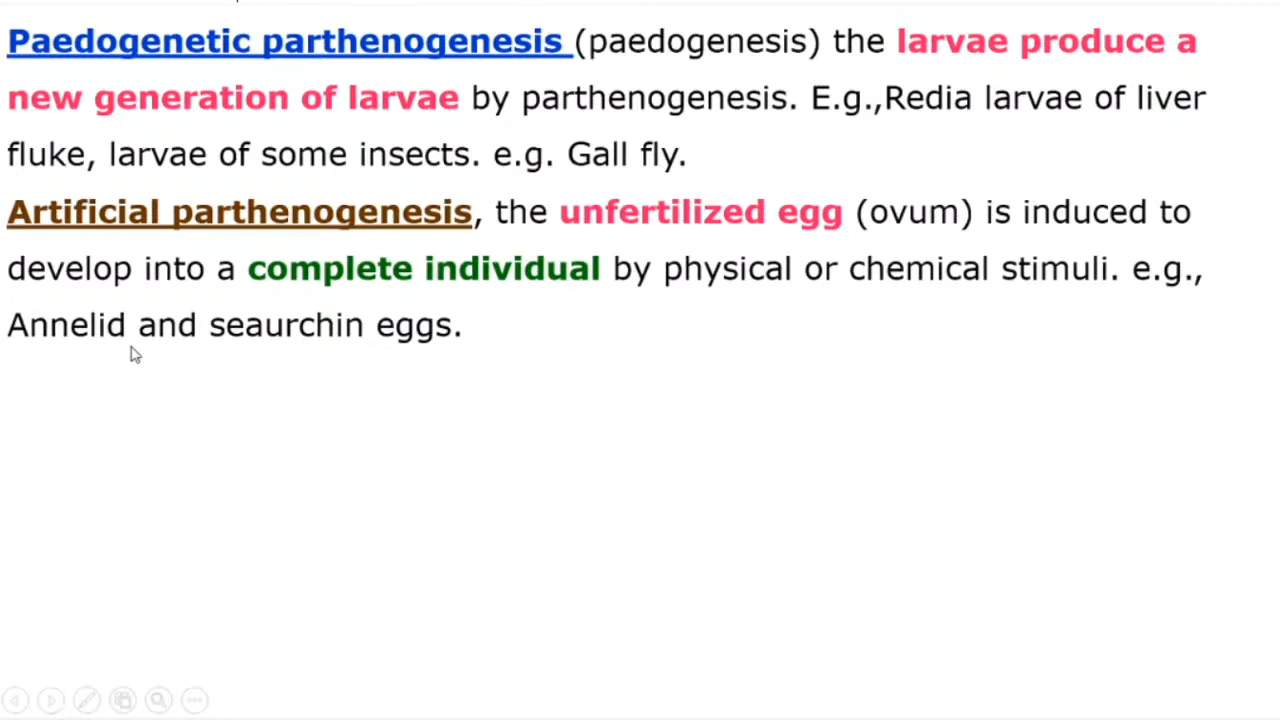 Paedogenetic parthenogenesis (paedogenesis) the larvae produce a
new generation of larvae by parthenogenesis. E.g.,Redia larvae of liver
fluke, larvae of some insects. e.g. Gall fly.
Artificial parthenogenesis, the unfertilized egg (ovum) is induced to
develop into a complete individual by physical or chemical stimuli. e.g.,
Annelid and seaurchin eggs.